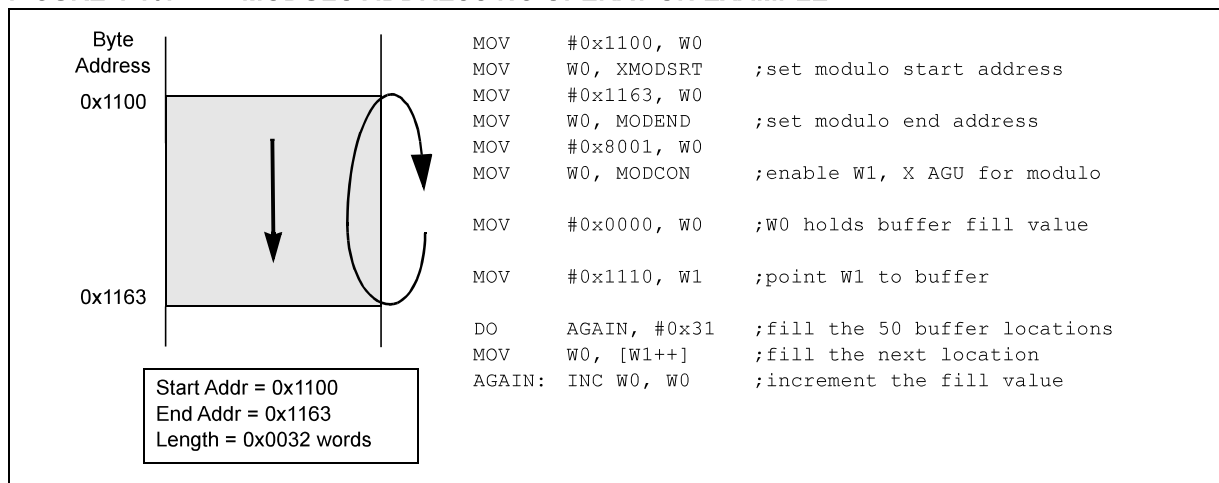 Byte
Address
0x1100
0x1163
Start Addr = 0x1100
End Addr = 0x1163
Length = 0x0032 words
MOV #0x1100, W0
MOV W0, XMODSRT ;set modulo start address
MOV #0x1163, W0
MOV W0, MODEND ;set modulo end address
MOV #0x8001, W0
MOV W0, MODCON ;enable W1, X AGU for modulo
MOV #0x0000, W0 ;W0 holds buffer fill value
MOV #0x1110, W1 ;point W1 to buffer
DO AGAIN, #0x31 ;fill the 50 buffer locations
MOV W0, [W1++] ;fill the next location
AGAIN: INC W0, W0 ;increment the fill value